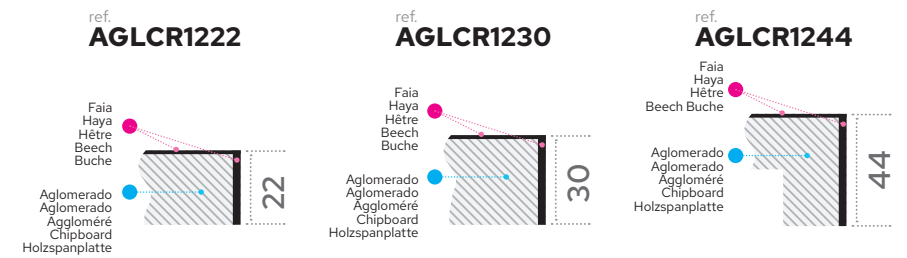 ref.
AGLCR1222
Faia
Haya
Hêtre
Beech
Buche
Aglomerado
Aglomerado
Aggloméré
Chipboard
Holzspanplatte
22
ref.
AGLCR1230
Faia
Haya
Hêtre
Beech
Buche
Aglomerado
Aglomerado
Aggloméré
Chipboard
Holzspanplatte
30
ref.
AGLCR1244
Faia
Haya
Hêtre
Beech Buche
Aglomerado
Aglomerado
Aggloméré
Chipboard
Holzspanplatte
44